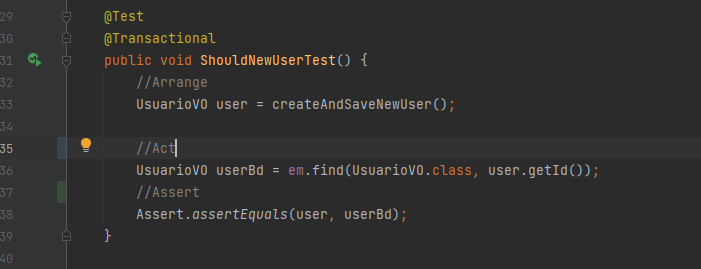 29 @Test
30 @Transactional
31 public void ShouldNewUserTest() {
32 //Arrange
33 UsuarioVO user = createAndSaveNewUser();
34
35 //Act
36 UsuarioVO userBd = em.find(UsuarioVO.class, user.getId());
37 //Assert
38 Assert.assertEquals(user, userBd);
39 }
40